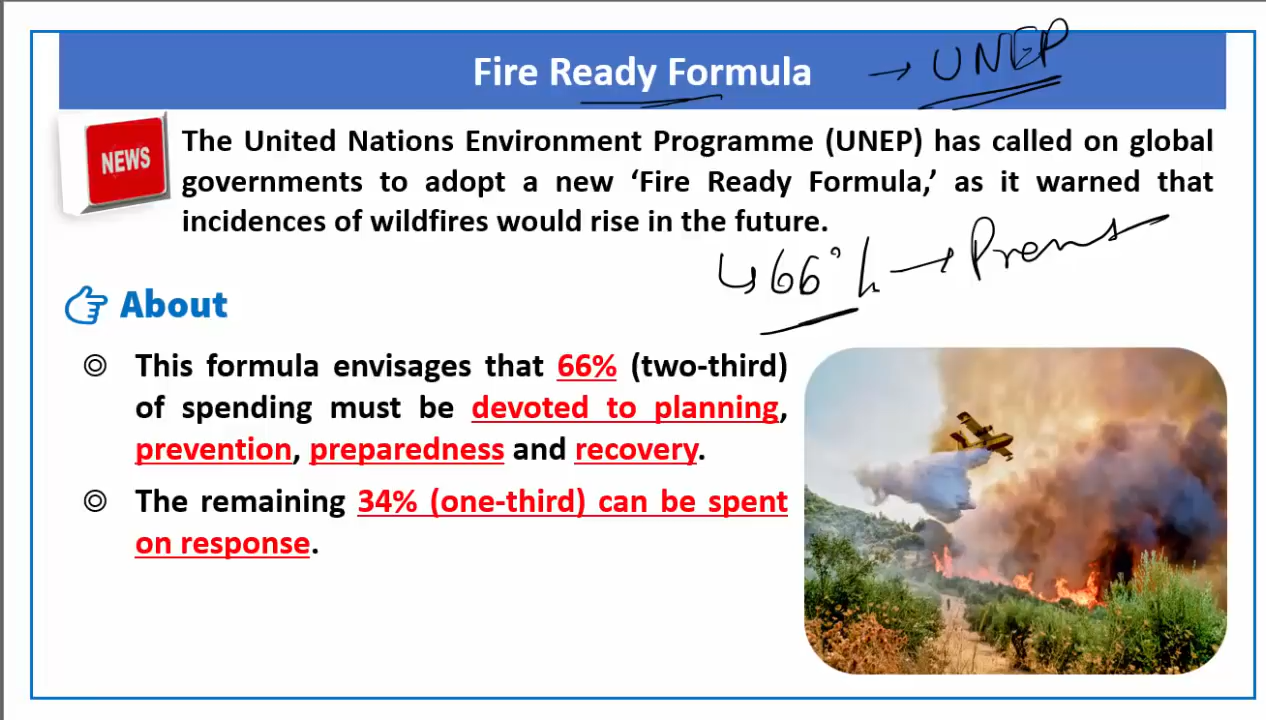 Fire Ready Formula → UNEP
NEWS
The United Nations Environment Programme (UNEP) has called on global
governments to adopt a new ‘Fire Ready Formula,’ as it warned that
incidences of wildfires would rise in the future.
66%
About
◎ This formula envisages that 66% (two-third)
of spending must be devoted to planning,
prevention, preparedness and recovery.
◎ The remaining 34% (one-third) can be spent
on response.